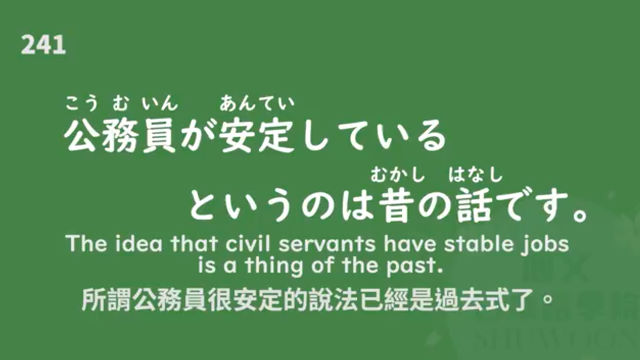 241
こう む いん あんてい
公務員が安定している
むかし はなし
というのは昔の話です。
The idea that civil servants have stable jobs
is a thing of the past.
所謂公務員很安定的說法已經是過去式了。
SHUWOON